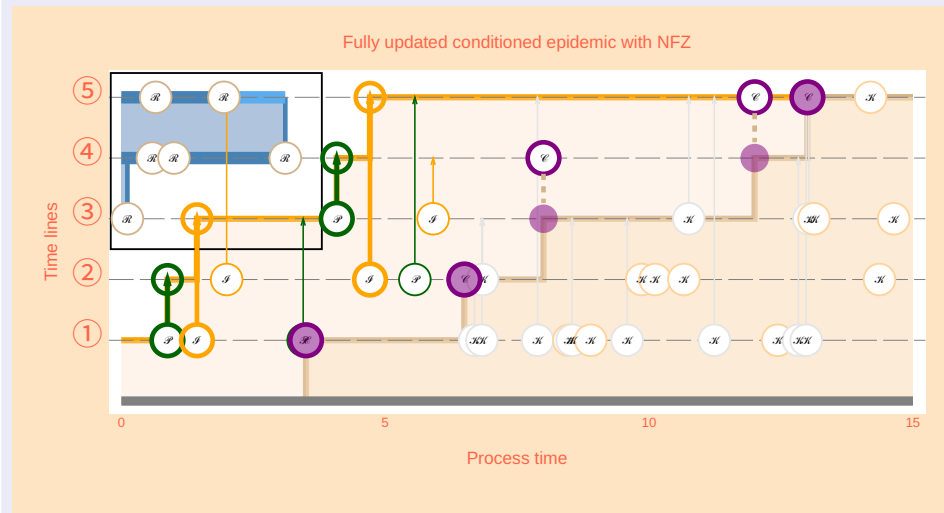 Fully updated conditioned epidemic with NFZ
Time lines
⑤ R R C C K
④ R R R C
③ R P I K K K K
② I I P C K K K K K
① P I K K K K K K K K K K K
0 5 10 15
Process time